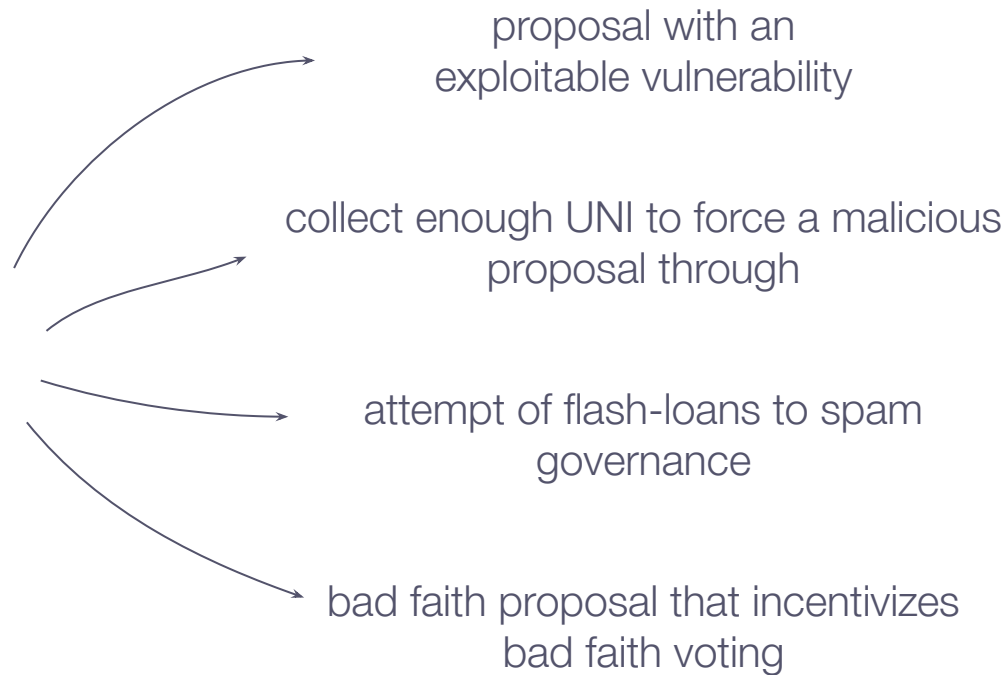 proposal with an
exploitable vulnerability
collect enough UNI to force a malicious
proposal through
attempt of flash-loans to spam
governance
bad faith proposal that incentivizes
bad faith voting